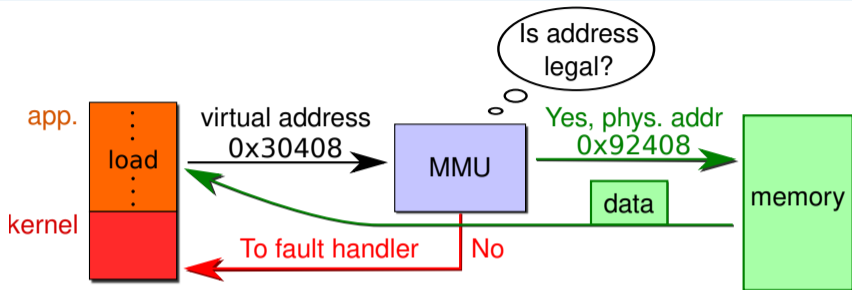 Is address
legal?
app.
virtual address
0x30408
Yes, phys. addr
0x92408
load
MMU
data
memory
kernel
To fault handler
No